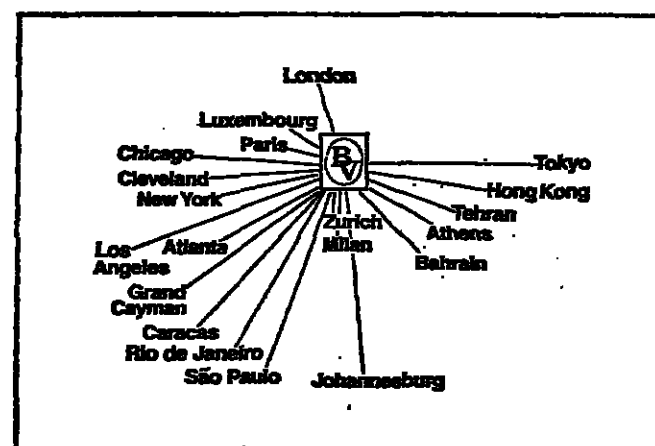 London
Luxembourg
Paris
Chicago
Cleveland
New York
Tokyo
Hong Kong
Tehran
Athens
Bahrain
Zurich
Milan
Los
Angeles
Atlanta
Grand
Cayman
Caracas
Rio de Janeiro
São Paulo
Johannesburg
BV